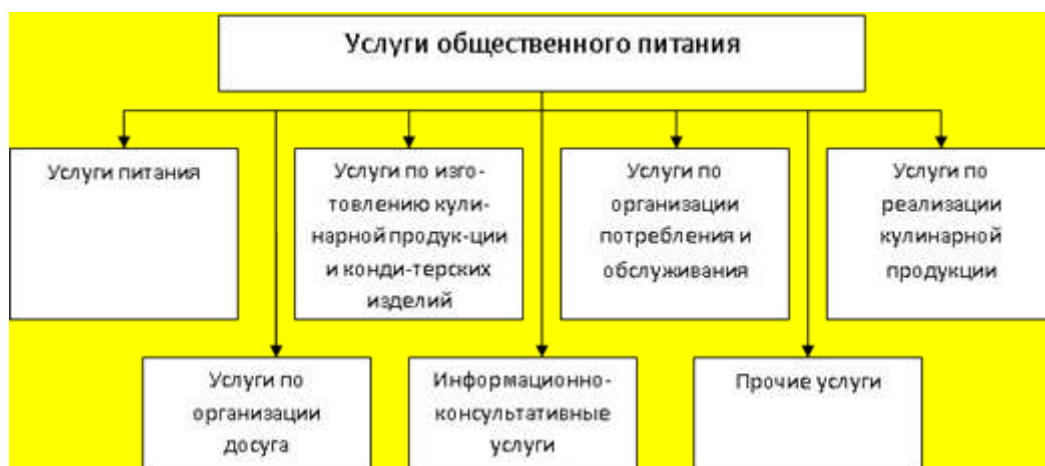 Услуги общественного питания
Услуги питания
Услуги по изго-
товлению кули-
нарной продук-ции
и конди-терских
изделий
Услуги по
организации
потребления и
обслуживания
Услуги по
реализации
кулинарной
продукции
Услуги по
организации
досуга
Информационно-
консультативные
услуги
Прочие услуги